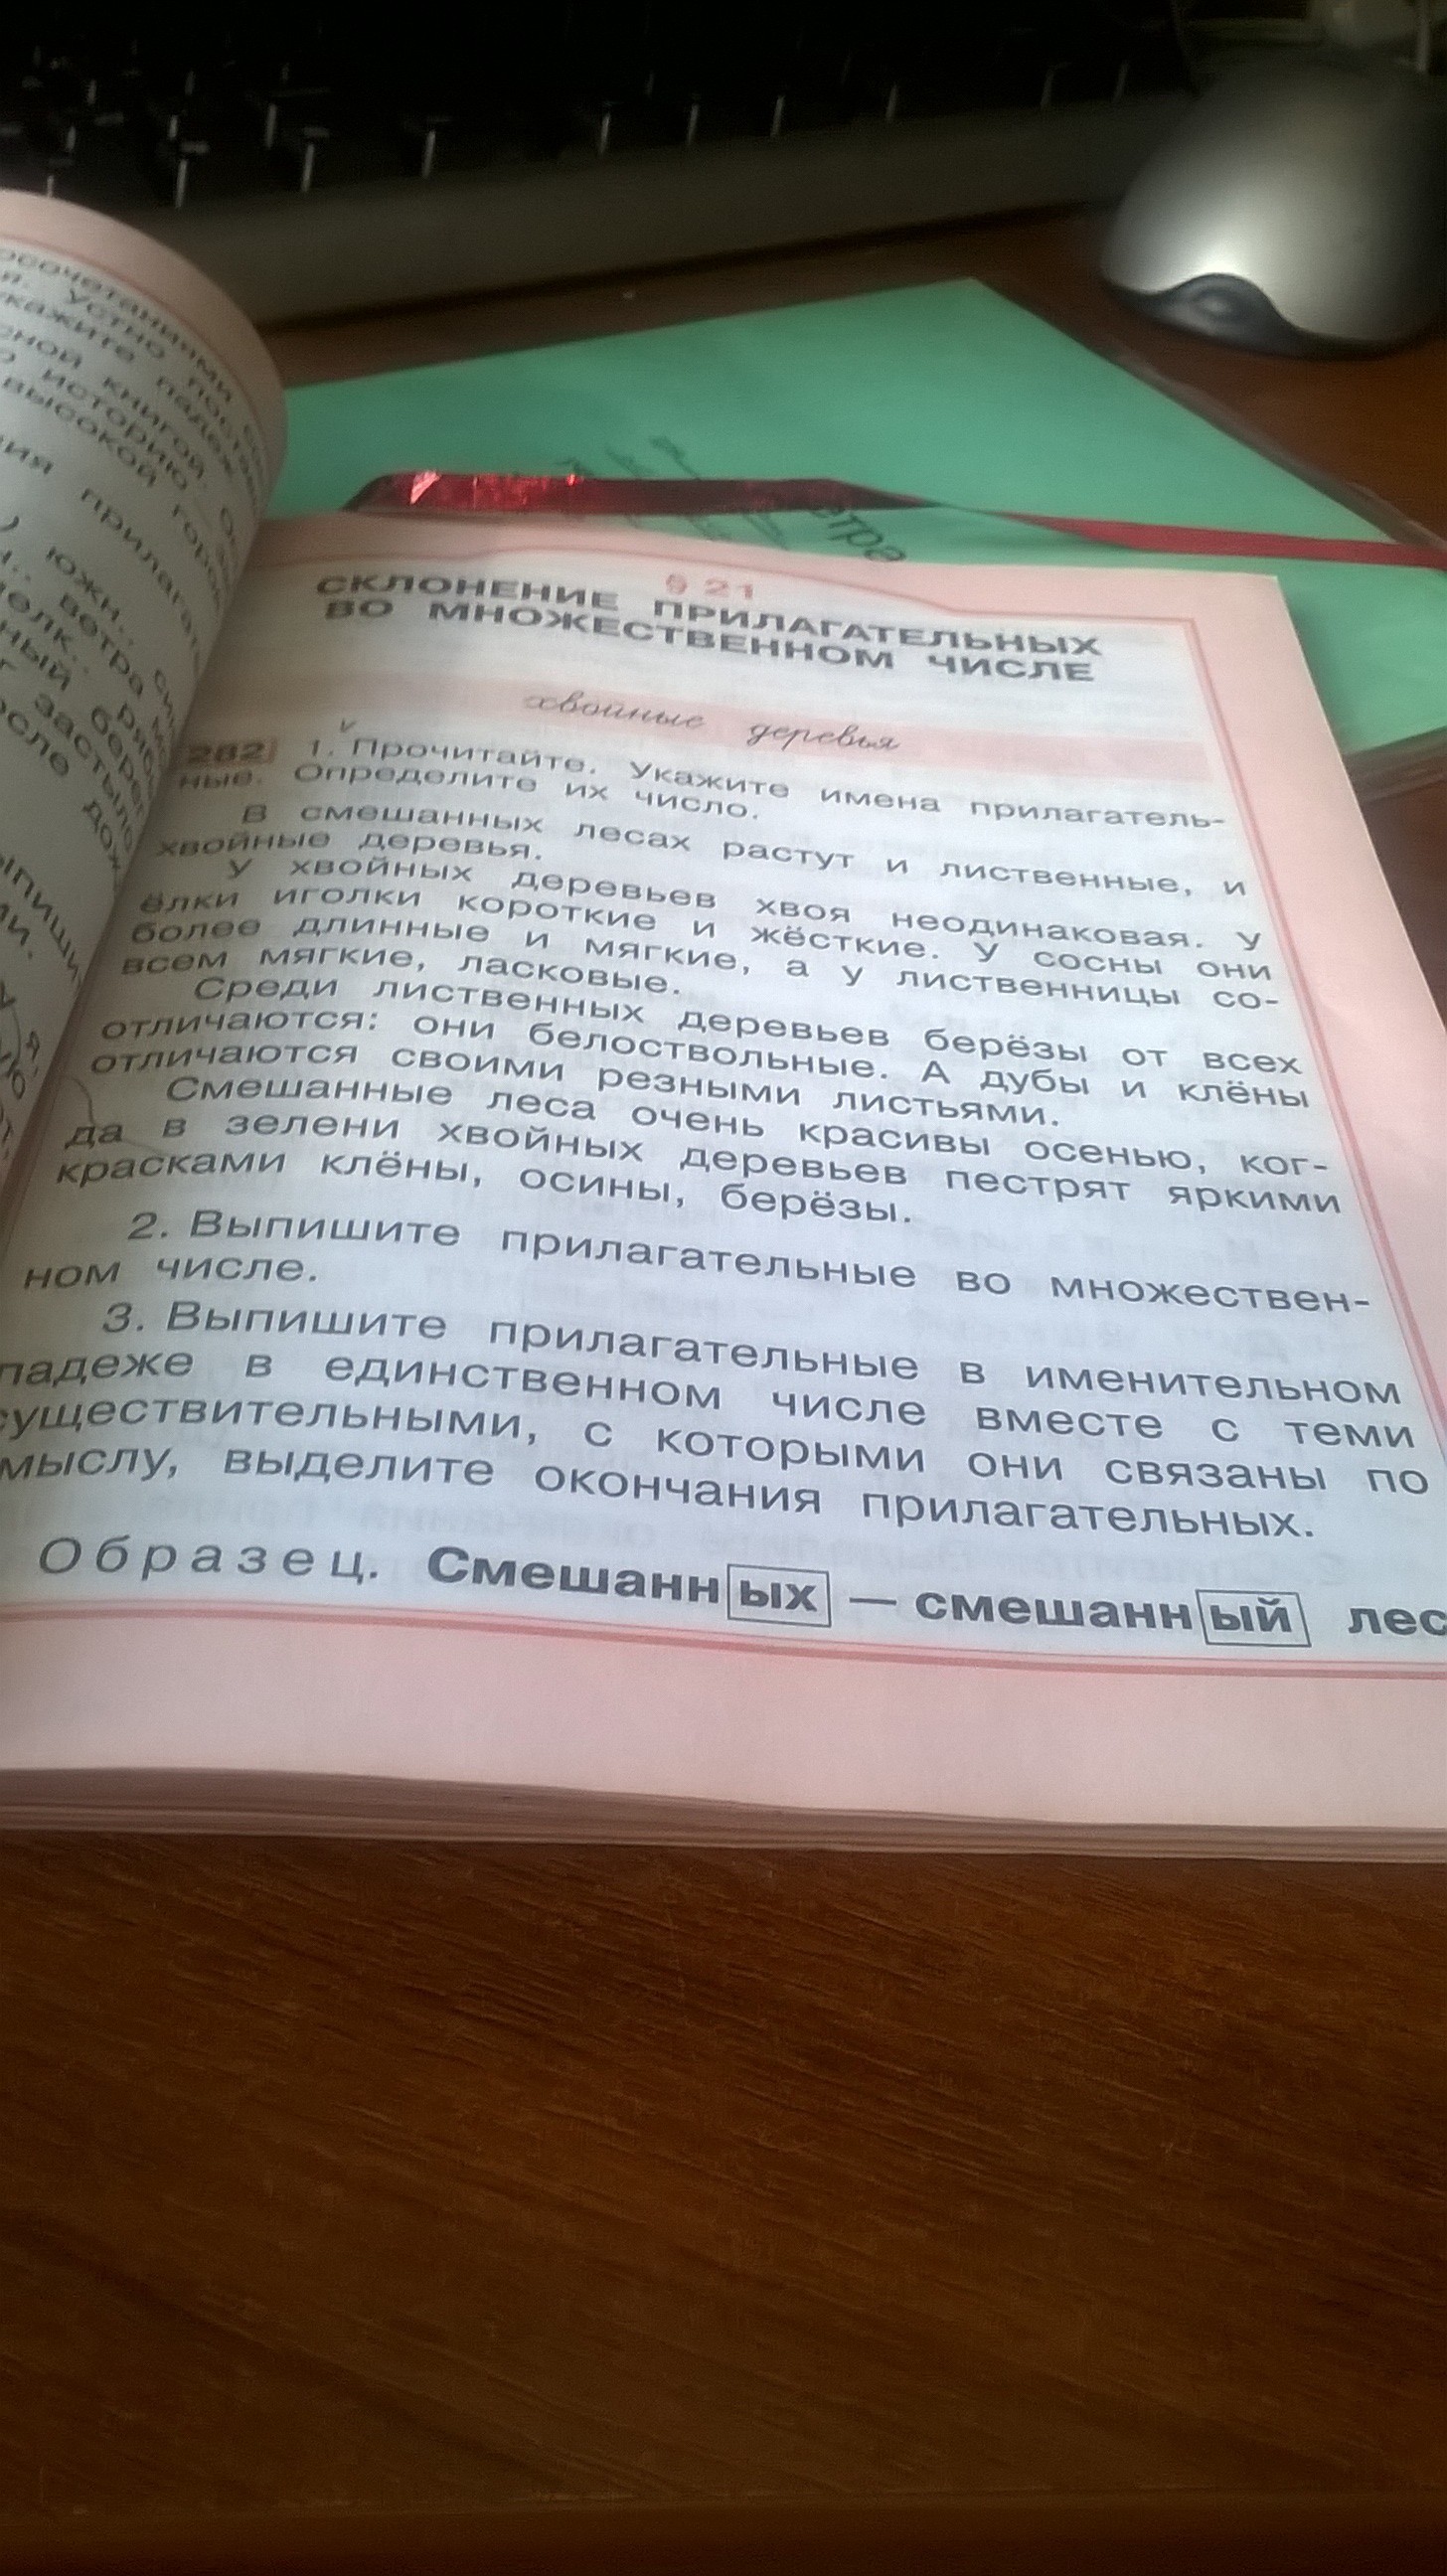 § 21
СКЛОНЕНИЕ ПРИЛАГАТЕЛЬНЫХ
ВО МНОЖЕСТВЕННОМ ЧИСЛЕ
хвойные деревья
282 1. Прочитайте. Укажите имена прилагатель-
ные. Определите их число.
В смешанных лесах растут и лиственные, и
хвойные деревья.
У хвойных деревьев хвоя неодинаковая. У
ёлки иголки короткие и жёсткие. У сосны они
более длинные и мягкие, а у лиственницы со-
всем мягкие, ласковые.
Среди лиственных деревьев берёзы от всех
отличаются: они белоствольные. А дубы и клёны
отличаются своими резными листьями.
Смешанные леса очень красивы осенью, ког-
да в зелени хвойных деревьев пестрят яркими
красками клёны, осины, берёзы.
2. Выпишите прилагательные во множествен-
ном числе.
3. Выпишите прилагательные в именительном
падеже в единственном числе вместе с теми
существительными, с которыми они связаны по
мыслу, выделите окончания прилагательных.
Образец. Смешанных — смешанный лес